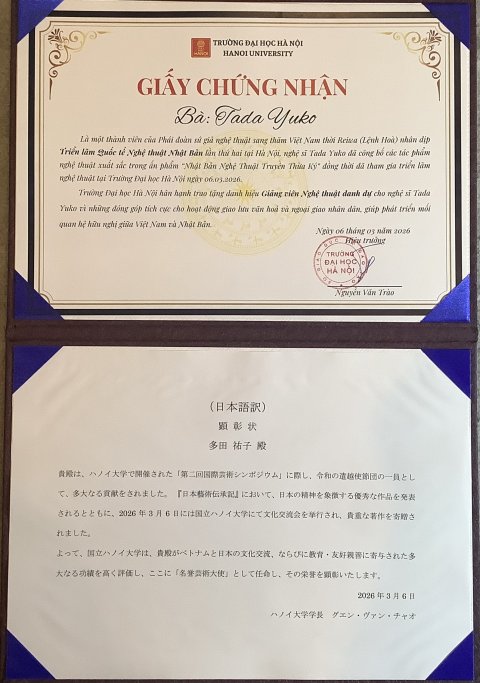 TRƯỜNG ĐẠI HỌC HÀ NỘI
HANOI UNIVERSITY
GIẤY CHỨNG NHẬN
Bà: Tada Yuko
Là một thành viên của Phái đoàn sứ giả nghệ thuật sang thăm Việt Nam thời Reiwa (Lệnh Hoà) nhân dịp
Triển lãm Quốc tế Nghệ thuật Nhật Bản lần thứ hai tại Hà Nội, nghệ sĩ Tada Yuko đã công bố các tác phẩm
nghệ thuật xuất sắc trong ấn phẩm “Nhật Bản Nghệ Thuật Truyền Thừa Ký” đồng thời đã tham gia triển lãm
nghệ thuật tại Trường Đại học Hà Nội ngày 06.03.2026.
Trường Đại học Hà Nội hân hạnh trao tặng danh hiệu Giảng viên Nghệ thuật danh dự cho nghệ sĩ Tada
Yuko vì những đóng góp tích cực cho hoạt động giao lưu văn hoá và ngoại giao nhân dân, giúp phát triển mối
quan hệ hữu nghị giữa Việt Nam và Nhật Bản.
Ngày 06 tháng 03 năm 2026
Hiệu trưởng
TRƯỜNG
ĐẠI HỌC
HÀ NỘI
Nguyễn Văn Trào
（日本語訳）
顕 彰 状
多田 祐子 殿
貴殿は、ハノイ大学で開催された「第二回国際芸術シンポジウム」に際し、令和の遣越使節団の一員とし
て、多大なる貢献をされました。『日本藝術伝承記』において、日本の精神を象徴する優秀な作品を発表
されるとともに、2026 年 3 月 6 日には国立ハノイ大学にて文化交流会を挙行され、貴重な著作を寄贈さ
れました。
よって、国立ハノイ大学は、貴殿がベトナムと日本の文化交流、ならびに教育・友好親善に寄与された多
大なる功績を高く評価し、ここに「名誉芸術大使」として任命し、その栄誉を顕彰いたします。
2026 年 3 月 6 日
ハノイ大学学長　グエン・ヴァン・チャオ